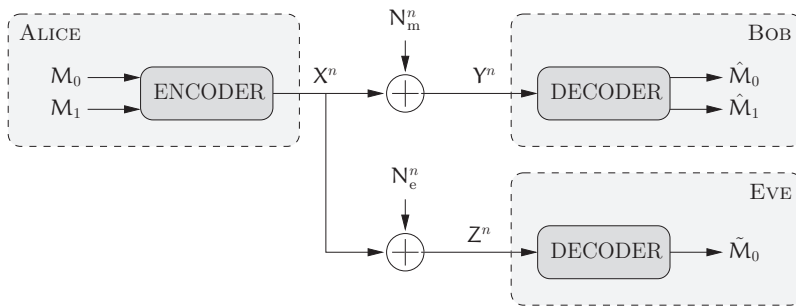 ALICE
M₀
M₁
ENCODER
Xⁿ
Nₘⁿ
Yⁿ
BOB
DECODER
M̂₀
M̂₁
Nₑⁿ
Zⁿ
EVE
DECODER
M̃₀